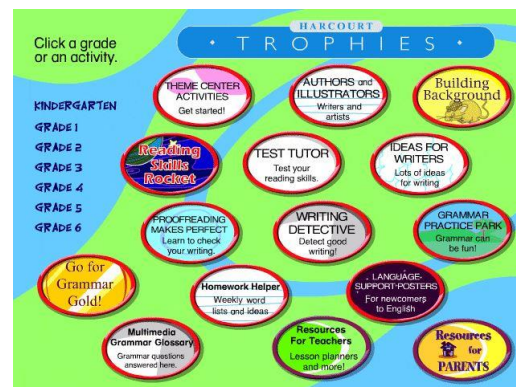 Click a grade
or an activity.
HARCOURT
TROPHIES
KINDERGARTEN
GRADE 1
GRADE 2
GRADE 3
GRADE 4
GRADE 5
GRADE 6
THEME CENTER
ACTIVITIES
Get started!
AUTHORS and
ILLUSTRATORS
Writers and
artists
Building
Background
Reading
Skills
Rocket
TEST TUTOR
Test your
reading skills.
IDEAS FOR
WRITERS
Lots of ideas
for writing
PROOFREADING
MAKES PERFECT
Learn to check
your writing.
WRITING
DETECTIVE
Detect good
writing!
GRAMMAR
PRACTICE PARK
Grammar can
be fun!
Go for
Grammar
Gold!
Homework Helper
Weekly word
lists and ideas
LANGUAGE-
SUPPORT-POSTERS
For newcomers
to English
Multimedia
Grammar Glossary
Grammar questions
answered here.
Resources
For Teachers
Lesson planners
and more!
Resources
for
PARENTS